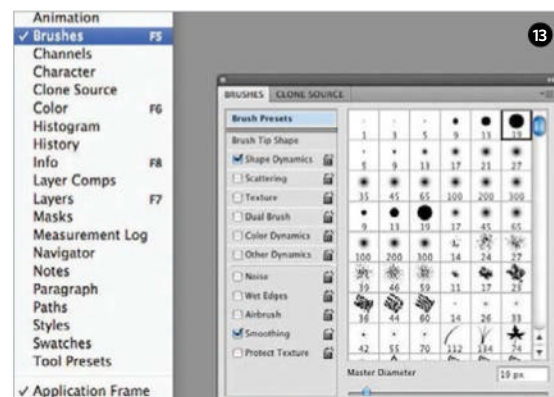 Animation
✓ Brushes F5
Channels
Character
Clone Source
Color F6
Histogram
History
Info F8
Layer Comps
Layers F7
Masks
Measurement Log
Navigator
Notes
Paragraph
Paths
Styles
Swatches
Tool Presets
✓ Application Frame
13
BRUSHES CLONE SOURCE
Brush Presets
Brush Tip Shape
Shape Dynamics
Scattering
Texture
Dual Brush
Color Dynamics
Other Dynamics
Noise
Wet Edges
Airbrush
Smoothing
Protect Texture
1 3 5 9 13 19
5 9 13 17 21 27
35 45 65 100 200 300
9 13 19 17 45 65
100 200 300 14 24 27
39 46 59 11 17 23
36 44 60 14 26 33
42 55 70 112 134 74
Master Diameter 19 px